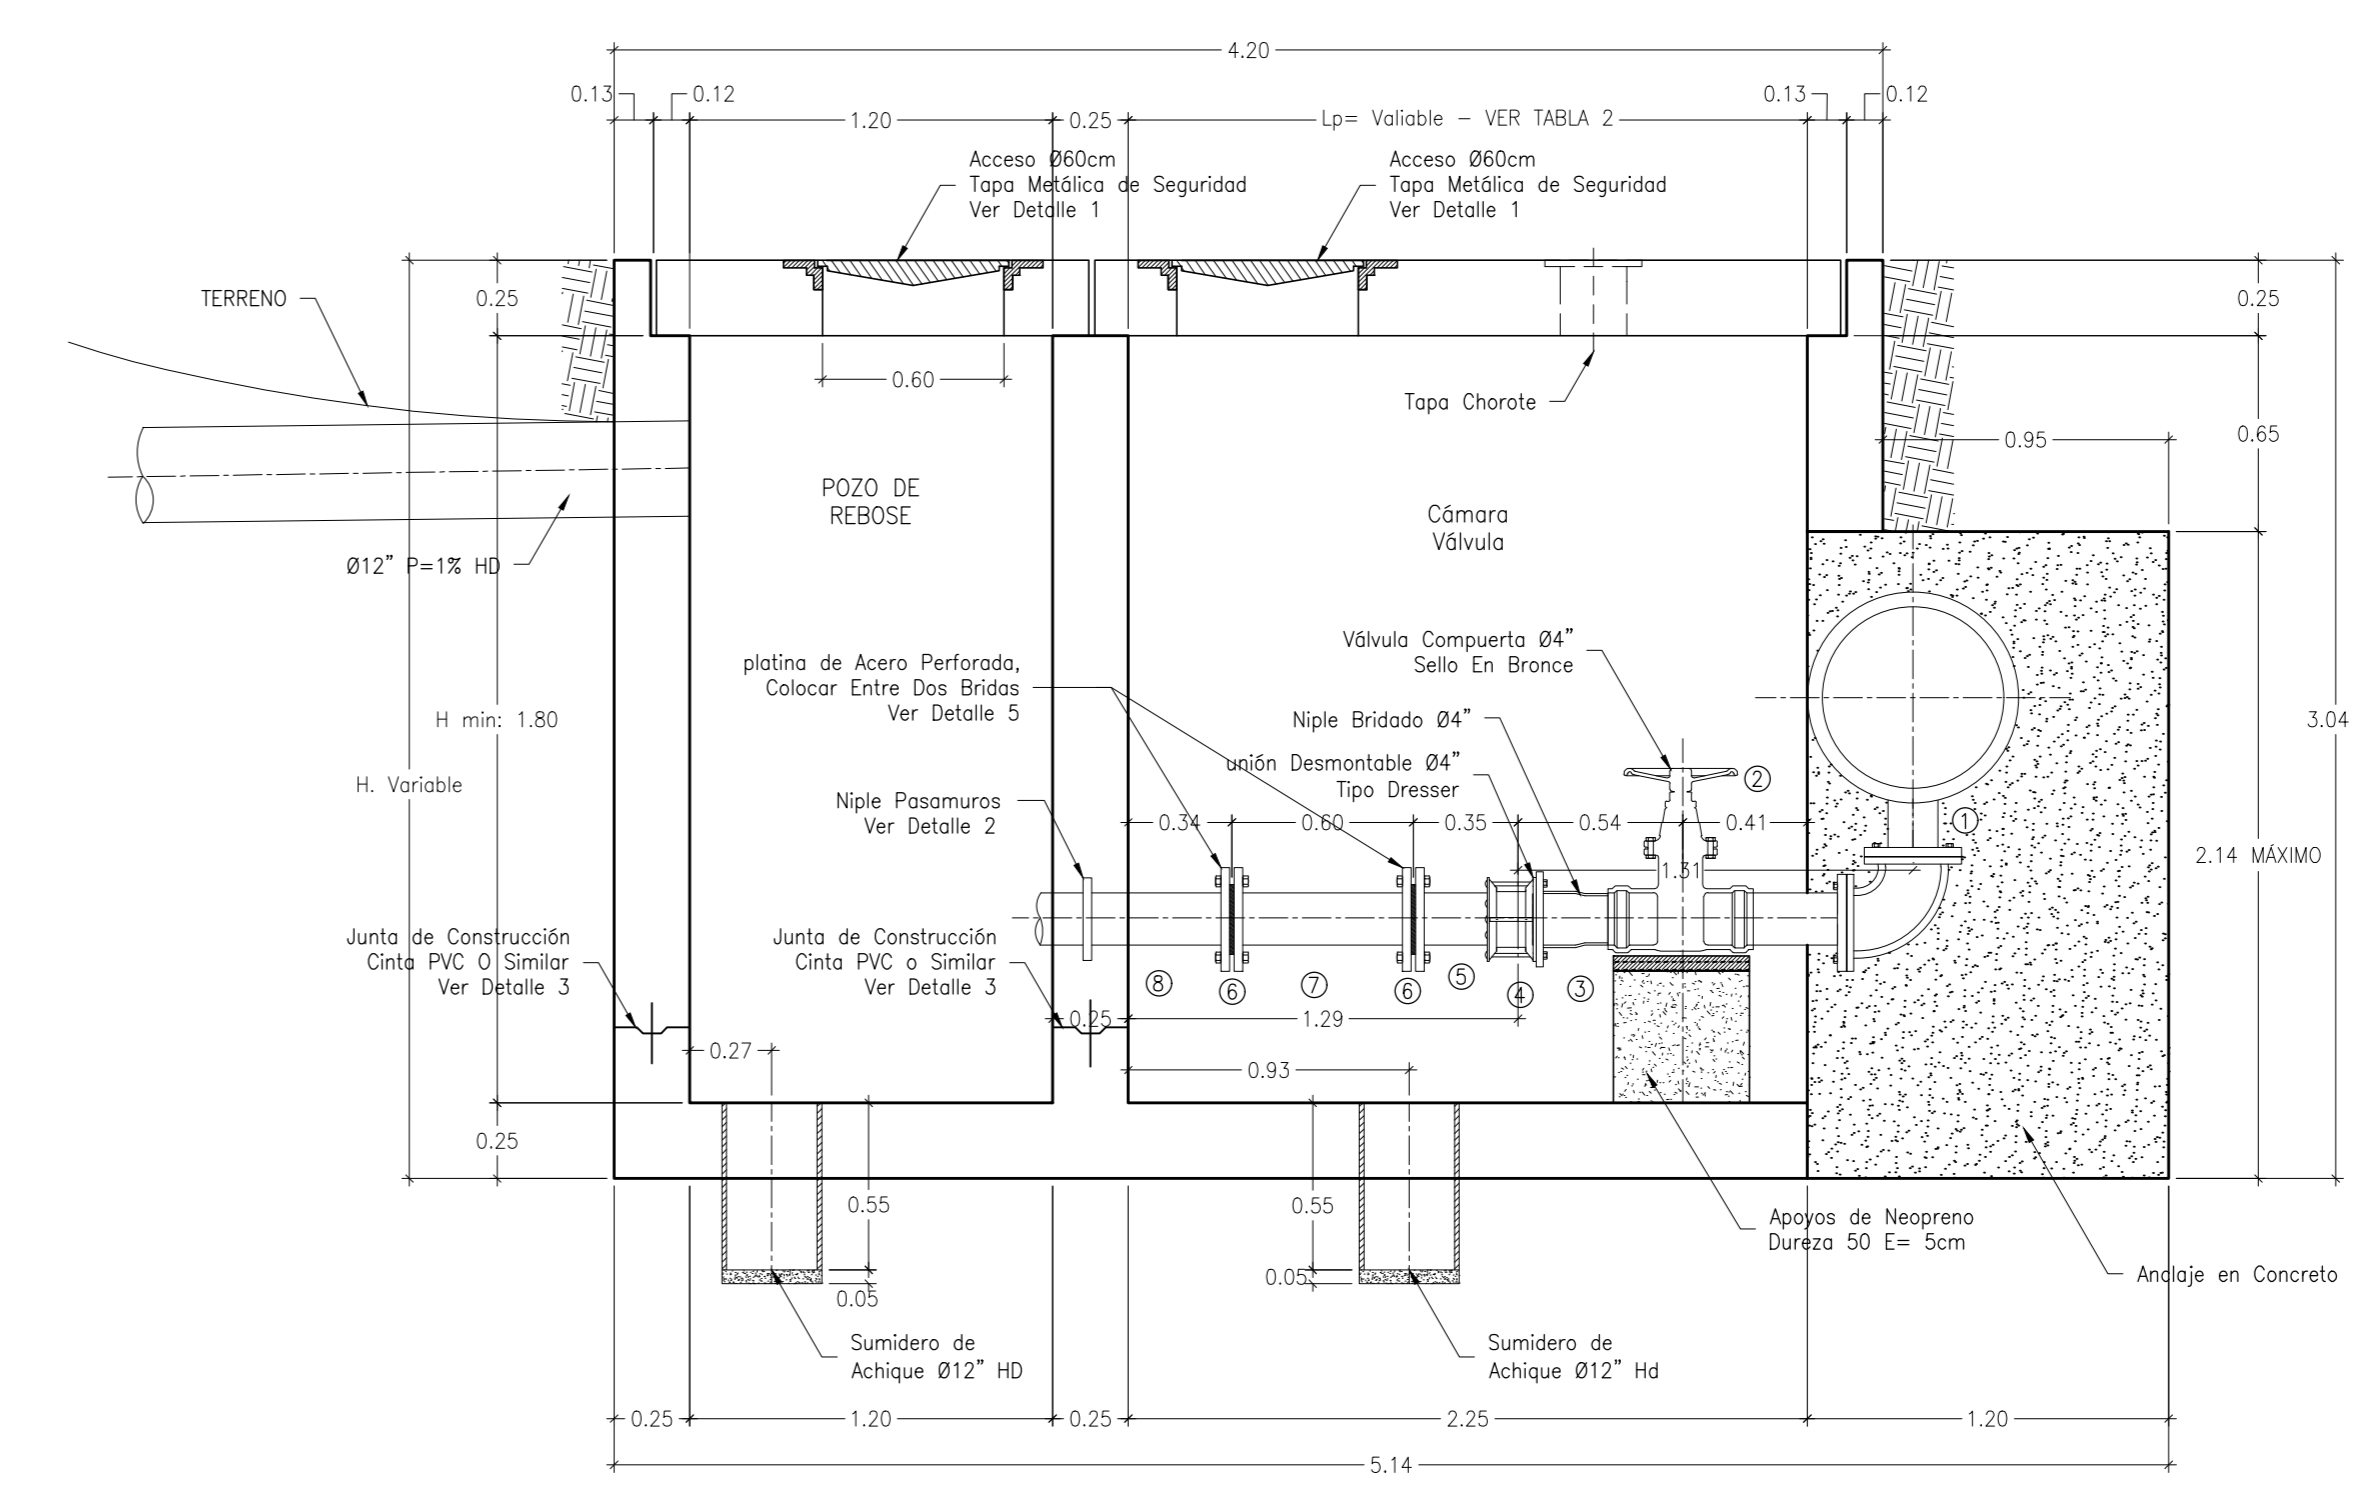 4.20
0.13
0.12
1.20
0.25
Lp= Valiable – VER TABLA 2
0.13
0.12
Acceso Ø60cm
Tapa Metálica de Seguridad
Ver Detalle 1
Acceso Ø60cm
Tapa Metálica de Seguridad
Ver Detalle 1
TERRENO
0.25
0.25
0.60
Tapa Chorote
0.65
0.95
POZO DE
REBOSE
Cámara
Válvula
Ø12" P=1% HD
Válvula Compuerta Ø4"
Sello En Bronce
platina de Acero Perforada,
Colocar Entre Dos Bridas
Ver Detalle 5
H min: 1.80
Niple Bridado Ø4"
3.04
unión Desmontable Ø4"
Tipo Dresser
H. Variable
②
Niple Pasamuros
Ver Detalle 2
0.34
0.60
0.35
0.54
0.41
①
1.31
2.14 MÁXIMO
Junta de Construcción
Cinta PVC O Similar
Ver Detalle 3
Junta de Construcción
Cinta PVC o Similar
Ver Detalle 3
⑧
⑥
⑦
⑥
⑤
④
③
0.25
1.29
0.27
0.93
0.25
0.55
0.55
0.05
0.05
Apoyos de Neopreno
Dureza 50 E= 5cm
Anclaje en Concreto
Sumidero de
Achique Ø12" HD
Sumidero de
Achique Ø12" Hd
0.25
1.20
0.25
2.25
1.20
5.14